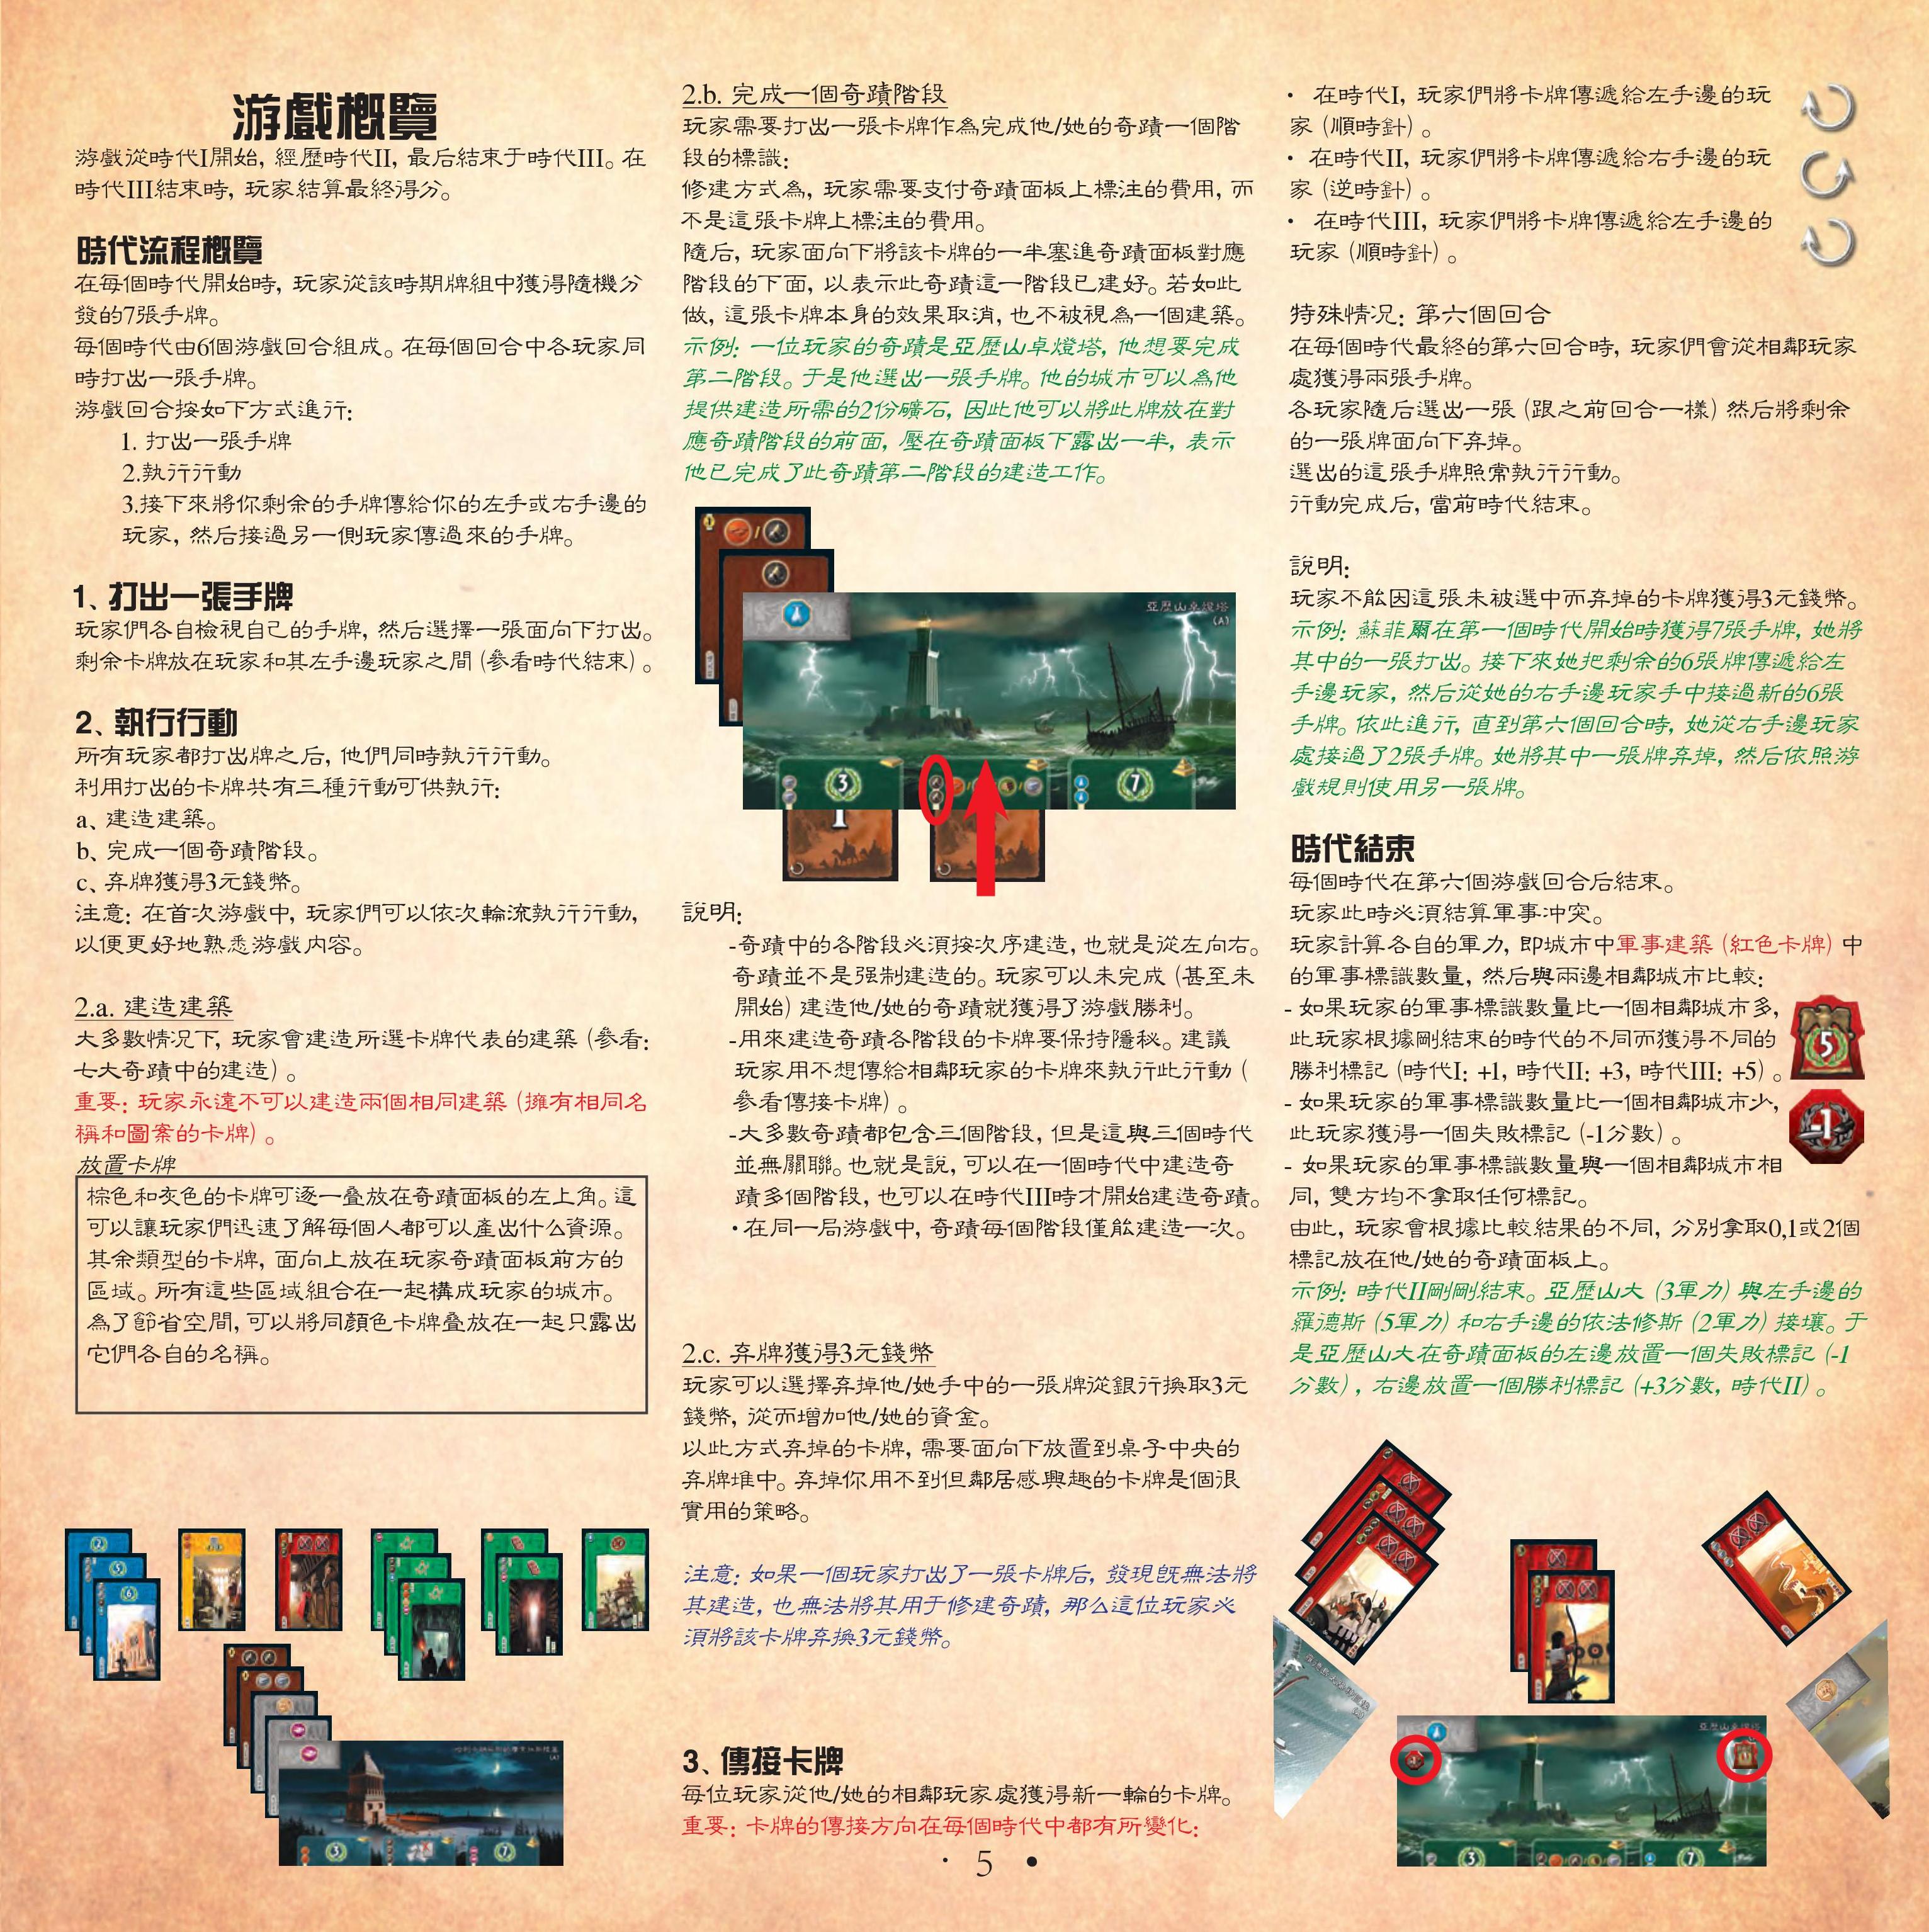 游戲概覽
游戲從時代I開始, 經歷時代II, 最后結束于時代III。在
時代III結束時, 玩家結算最終得分。
時代流程概覽
在每個時代開始時, 玩家從該時期牌組中獲得隨機分
發的7張手牌。
每個時代由6個游戲回合組成。在每個回合中各玩家同
時打出一張手牌。
游戲回合按如下方式進行:
1. 打出一張手牌
2.執行行動
3.接下來將你剩余的手牌傳給你的左手或右手邊的
玩家, 然后接過另一側玩家傳過來的手牌。
1、打出一張手牌
玩家們各自檢視自己的手牌, 然后選擇一張面向下打出。
剩余卡牌放在玩家和其左手邊玩家之間 (參看時代結束) 。
2、執行行動
所有玩家都打出牌之后, 他們同時執行行動。
利用打出的卡牌共有三種行動可供執行:
a、建造建築。
b、完成一個奇蹟階段。
c、弃牌獲得3元錢幣。
注意: 在首次游戲中, 玩家們可以依次輪流執行行動,
以便更好地熟悉游戲內容。
2.a. 建造建築
大多數情况下, 玩家會建造所選卡牌代表的建築 (參看:
七大奇蹟中的建造) 。
重要: 玩家永遠不可以建造兩個相同建築 (擁有相同名
稱和圖案的卡牌) 。
放置卡牌
棕色和灰色的卡牌可逐一叠放在奇蹟面板的左上角。這
可以讓玩家們迅速了解每個人都可以產出什么資源。
其余類型的卡牌, 面向上放在玩家奇蹟面板前方的
區域。所有這些區域組合在一起構成玩家的城市。
為了節省空間, 可以將同顏色卡牌叠放在一起只露出
它們各自的名稱。
2
5
6
3
7
2.b. 完成一個奇蹟階段
玩家需要打出一張卡牌作為完成他/她的奇蹟一個階
段的標識:
修建方式為, 玩家需要支付奇蹟面板上標注的費用, 而
不是這張卡牌上標注的費用。
隨后, 玩家面向下將該卡牌的一半塞進奇蹟面板對應
階段的下面, 以表示此奇蹟這一階段已建好。若如此
做, 這張卡牌本身的效果取消, 也不被視為一個建築。
示例: 一位玩家的奇蹟是亞歷山卓燈塔, 他想要完成
第二階段。于是他選出一張手牌。他的城市可以為他
提供建造所需的2份礦石, 因此他可以將此牌放在對
應奇蹟階段的前面, 壓在奇蹟面板下露出一半, 表示
他已完成了此奇蹟第二階段的建造工作。
亞歷山卓燈塔
(A)
3
7
I
說明:
-奇蹟中的各階段必須按次序建造, 也就是從左向右。
奇蹟並不是强制建造的。玩家可以未完成 (甚至未
開始) 建造他/她的奇蹟就獲得了游戲勝利。
-用來建造奇蹟各階段的卡牌要保持隱秘。建議
玩家用不想傳給相鄰玩家的卡牌來執行此行動 (
參看傳接卡牌) 。
-大多數奇蹟都包含三個階段, 但是這與三個時代
並無關聯。也就是說, 可以在一個時代中建造奇
蹟多個階段, 也可以在時代III時才開始建造奇蹟。
·在同一局游戲中, 奇蹟每個階段僅能建造一次。
2.c. 弃牌獲得3元錢幣
玩家可以選擇弃掉他/她手中的一張牌從銀行換取3元
錢幣, 從而增加他/她的資金。
以此方式弃掉的卡牌, 需要面向下放置到桌子中央的
弃牌堆中。弃掉你用不到但鄰居感興趣的卡牌是個很
實用的策略。
注意: 如果一個玩家打出了一張卡牌后, 發現既無法將
其建造, 也無法將其用于修建奇蹟, 那么這位玩家必
須將該卡牌弃換3元錢幣。
3、傳接卡牌
每位玩家從他/她的相鄰玩家處獲得新一輪的卡牌。
重要: 卡牌的傳接方向在每個時代中都有所變化:
· 5 •
· 在時代I, 玩家們將卡牌傳遞給左手邊的玩
家 (順時針) 。
· 在時代II, 玩家們將卡牌傳遞給右手邊的玩
家 (逆時針) 。
· 在時代III, 玩家們將卡牌傳遞給左手邊的
玩家 (順時針) 。
特殊情况: 第六個回合
在每個時代最終的第六回合時, 玩家們會從相鄰玩家
處獲得兩張手牌。
各玩家隨后選出一張 (跟之前回合一樣) 然后將剩余
的一張牌面向下弃掉。
選出的這張手牌照常執行行動。
行動完成后, 當前時代結束。
說明:
玩家不能因這張未被選中而弃掉的卡牌獲得3元錢幣。
示例: 蘇菲爾在第一個時代開始時獲得7張手牌, 她將
其中的一張打出。接下來她把剩余的6張牌傳遞給左
手邊玩家, 然后從她的右手邊玩家手中接過新的6張
手牌。依此進行, 直到第六個回合時, 她從右手邊玩家
處接過了2張手牌。她將其中一張牌弃掉, 然后依照游
戲規則使用另一張牌。
時代結束
每個時代在第六個游戲回合后結束。
玩家此時必須結算軍事冲突。
玩家計算各自的軍力, 即城市中軍事建築 (紅色卡牌) 中
的軍事標識數量, 然后與兩邊相鄰城市比較:
- 如果玩家的軍事標識數量比一個相鄰城市多,
此玩家根據剛結束的時代的不同而獲得不同的
勝利標記 (時代I: +1, 時代II: +3, 時代III: +5) 。
5
- 如果玩家的軍事標識數量比一個相鄰城市少,
此玩家獲得一個失敗標記 (-1分數) 。
-1
- 如果玩家的軍事標識數量與一個相鄰城市相
同, 雙方均不拿取任何標記。
由此, 玩家會根據比較結果的不同, 分別拿取0,1或2個
標記放在他/她的奇蹟面板上。
示例: 時代II剛剛結束。亞歷山大 (3軍力) 與左手邊的
羅德斯 (5軍力) 和右手邊的依法修斯 (2軍力) 接壤。于
是亞歷山大在奇蹟面板的左邊放置一個失敗標記 (-1
分數) , 右邊放置一個勝利標記 (+3分數, 時代II) 。
亞歷山卓燈塔
3
7